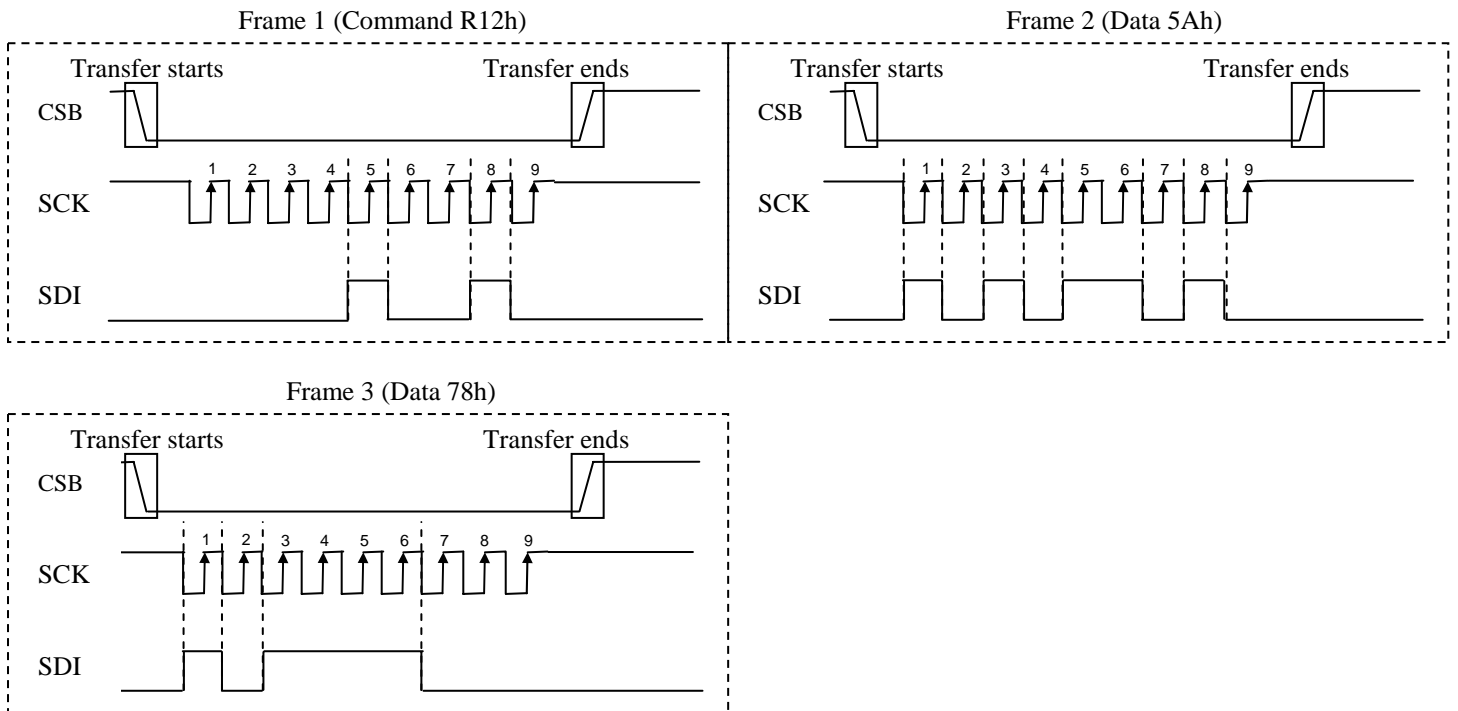 Frame 1 (Command R12h)
Transfer starts
Transfer ends
CSB
1 2 3 4 5 6 7 8 9
SCK
SDI
Frame 2 (Data 5Ah)
Transfer starts
Transfer ends
CSB
1 2 3 4 5 6 7 8 9
SCK
SDI
Frame 3 (Data 78h)
Transfer starts
Transfer ends
CSB
1 2 3 4 5 6 7 8 9
SCK
SDI